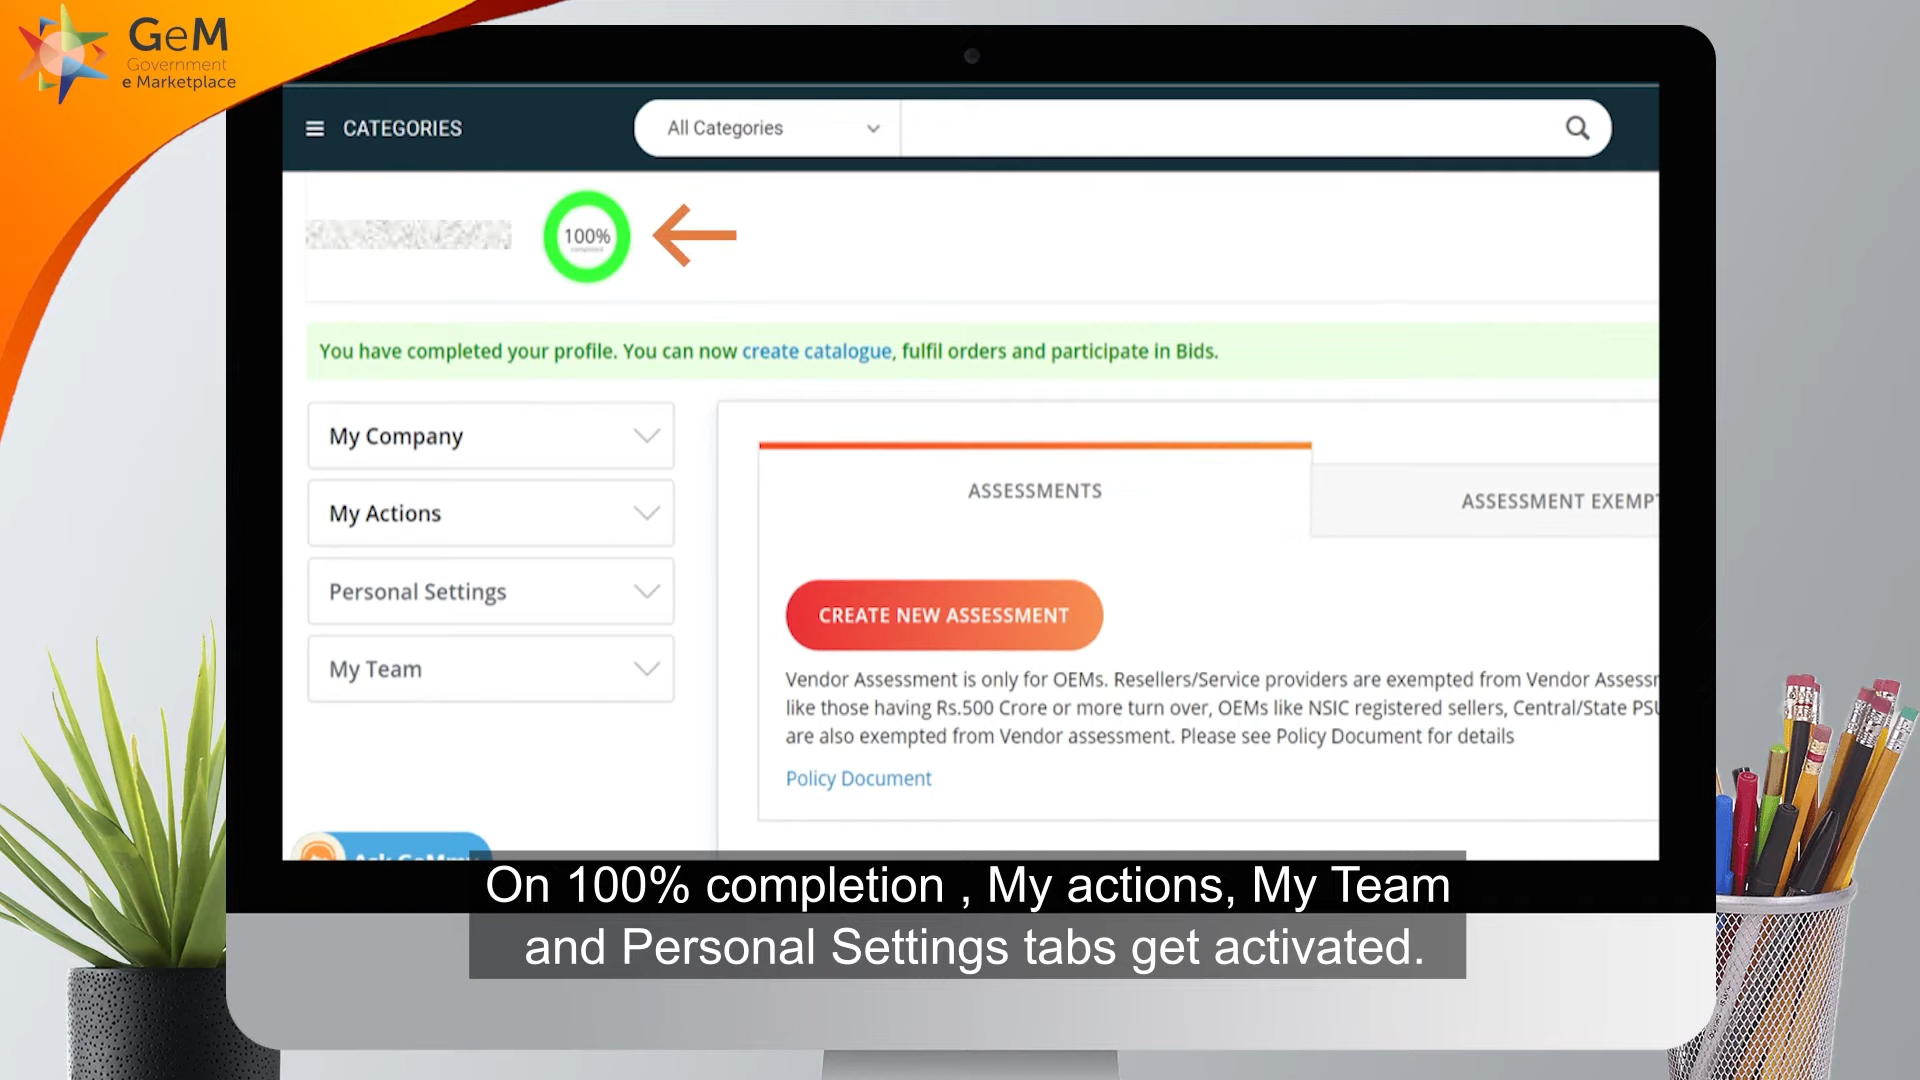 GeM
Government
e Marketplace
CATEGORIES
All Categories
100%
completed
You have completed your profile. You can now create catalogue, fulfil orders and participate in Bids.
My Company
My Actions
Personal Settings
My Team
ASSESSMENTS
ASSESSMENT EXEMPT
CREATE NEW ASSESSMENT
Vendor Assessment is only for OEMs. Resellers/Service providers are exempted from Vendor Assess
like those having Rs.500 Crore or more turn over, OEMs like NSIC registered sellers, Central/State PSU
are also exempted from Vendor assessment. Please see Policy Document for details
Policy Document
On 100% completion , My actions, My Team
and Personal Settings tabs get activated.